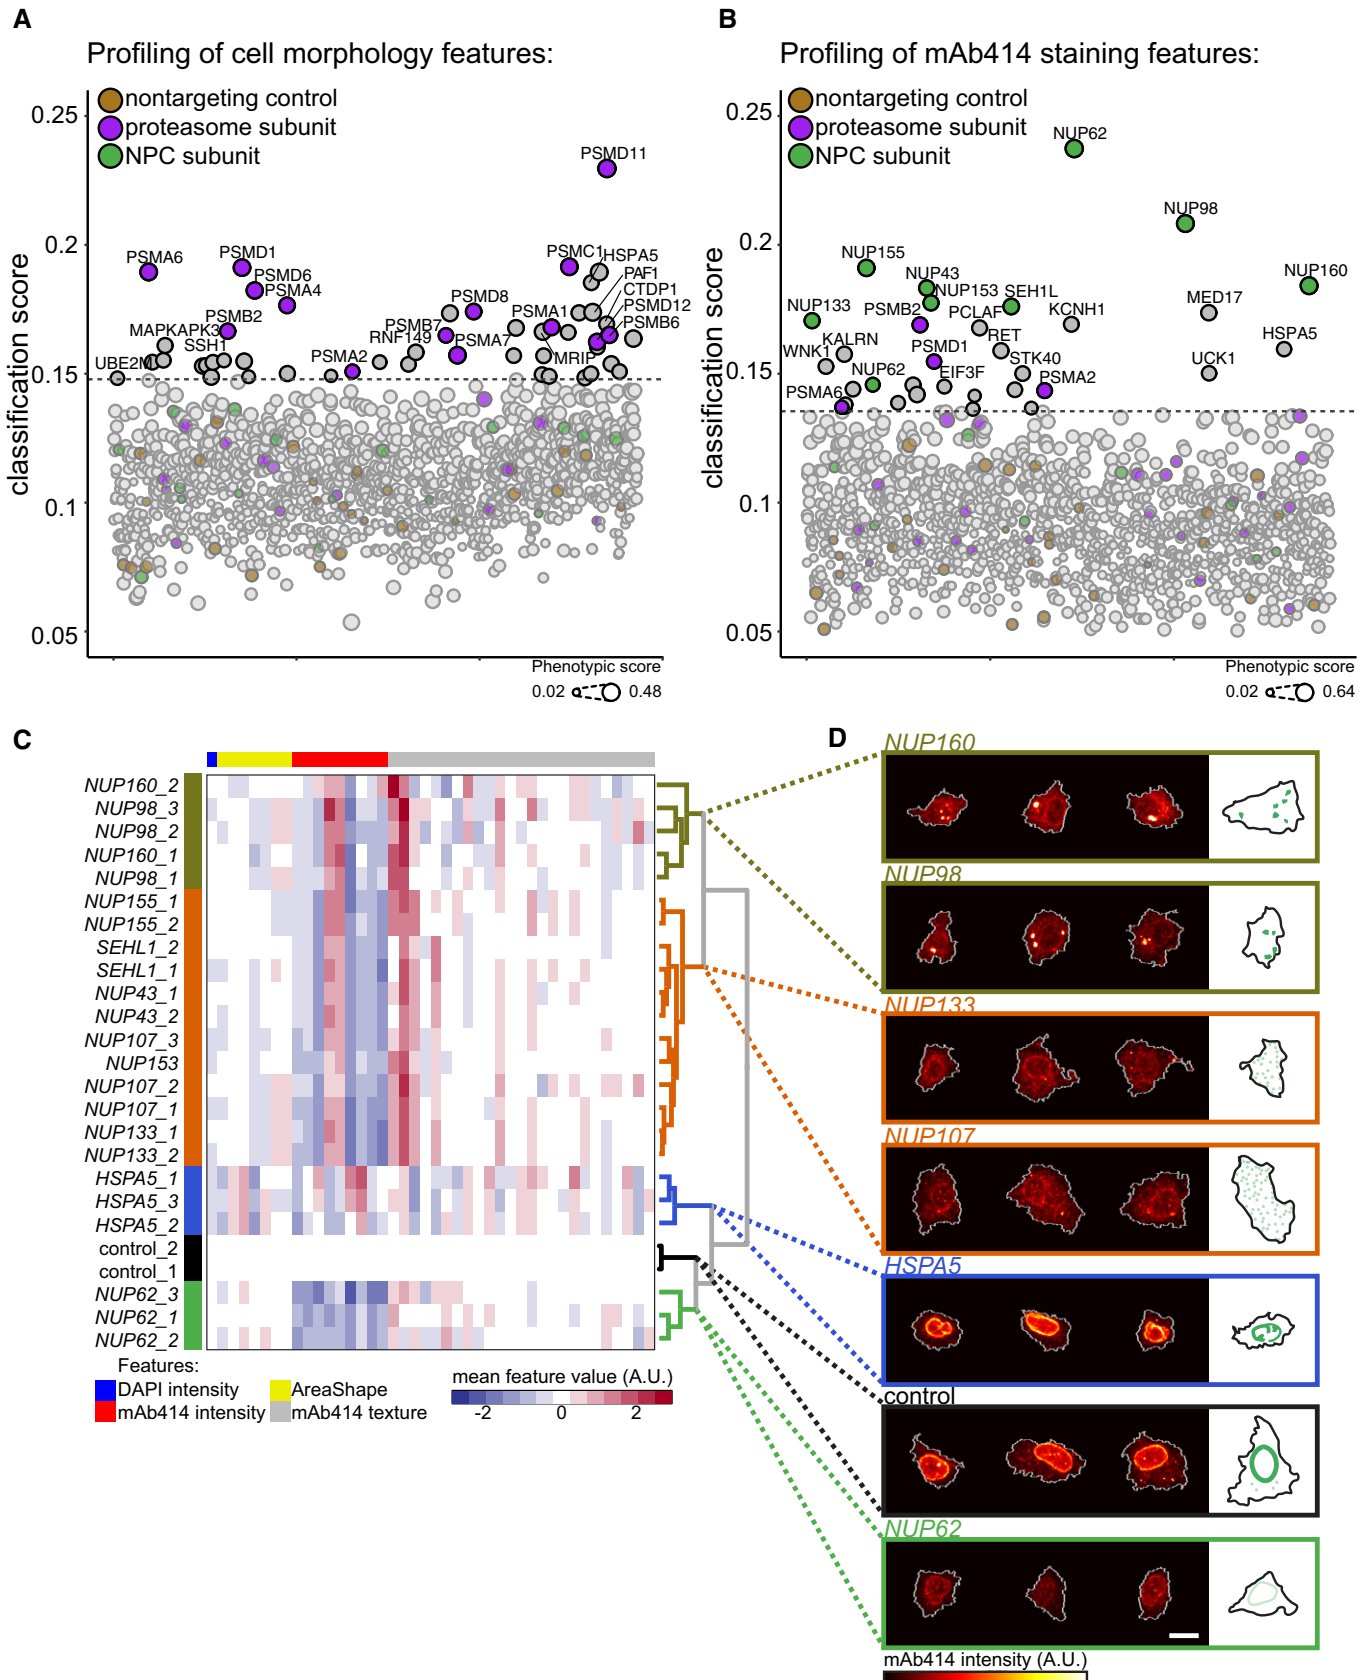 A
Profiling of cell morphology features:
nontargeting control
proteasome subunit
NPC subunit
classification score
0.25
0.2
0.15
0.1
0.05
PSMD11
PSMA6
PSMD1
PSMD6
PSMA4
PSMB2
MAPKAPK3
SSH1
UBE2M
PSMA2
RNF149
PSMB7
PSMD8
PSMA7
PSMA1
MRIP
PSMC1
HSPA5
PAF1
CTDP1
PSMD12
PSMB6
Phenotypic score
0.02
0.48
B
Profiling of mAb414 staining features:
nontargeting control
proteasome subunit
NPC subunit
classification score
0.25
0.2
0.15
0.1
0.05
NUP62
NUP98
NUP155
NUP43
NUP153
SEH1L
NUP160
NUP133
PSMB2
PCLAF
KCNH1
MED17
KALRN
WNK1
PSMD1
RET
STK40
HSPA5
NUP62
EIF3F
PSMA2
UCK1
PSMA6
Phenotypic score
0.02
0.64
C
NUP160_2
NUP98_3
NUP98_2
NUP160_1
NUP98_1
NUP155_1
NUP155_2
SEHL1_2
SEHL1_1
NUP43_1
NUP43_2
NUP107_3
NUP153
NUP107_2
NUP107_1
NUP133_1
NUP133_2
HSPA5_1
HSPA5_3
HSPA5_2
control_2
control_1
NUP62_3
NUP62_1
NUP62_2
Features:
DAPI intensity
AreaShape
mAb414 intensity
mAb414 texture
mean feature value (A.U.)
-2
0
2
D
NUP160
NUP98
NUP133
NUP107
HSPA5
control
NUP62
mAb414 intensity (A.U.)